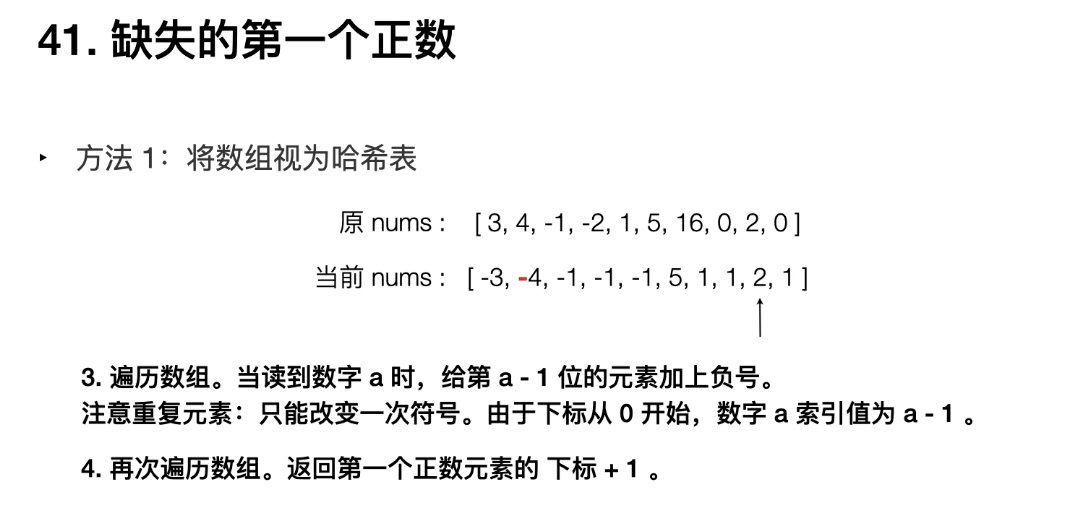 41. 缺失的第一个正数
‣ 方法 1：将数组视为哈希表
原 nums : [ 3, 4, -1, -2, 1, 5, 16, 0, 2, 0 ]
当前 nums : [ -3, -4, -1, -1, -1, 5, 1, 1, 2, 1 ]
3. 遍历数组。当读到数字 a 时，给第 a - 1 位的元素加上负号。
注意重复元素：只能改变一次符号。由于下标从 0 开始，数字 a 索引值为 a - 1 。
4. 再次遍历数组。返回第一个正数元素的 下标 + 1 。